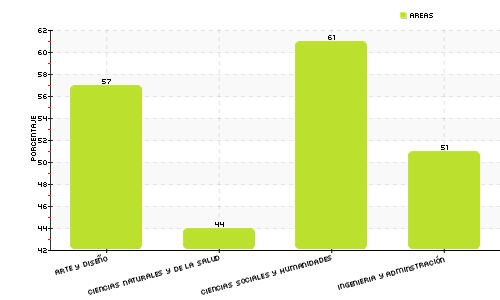 AREAS
62
60
58
56
54
52
50
48
46
44
42
PORCENTAJE
57
44
61
51
ARTE Y DISEÑO
CIENCIAS NATURALES Y DE LA SALUD
CIENCIAS SOCIALES Y HUMANIDADES
INGENIERIA Y ADMINSTRACIÓN